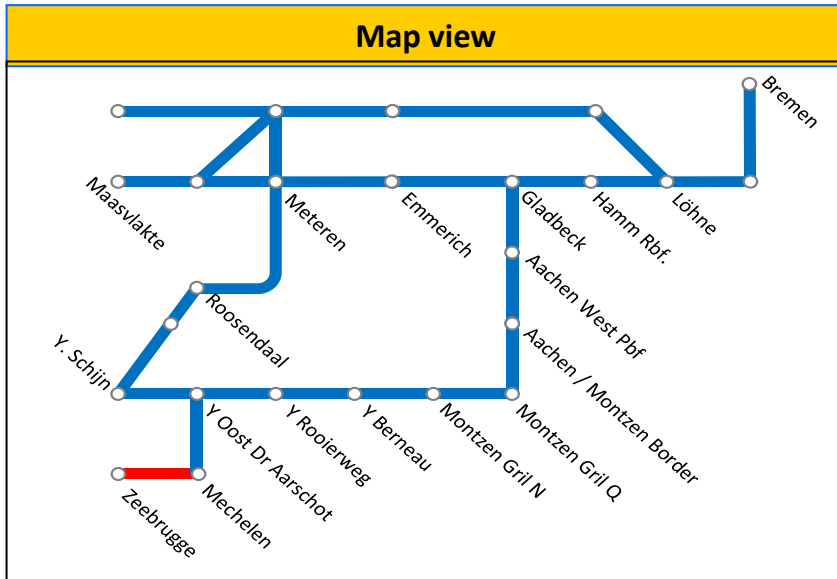 Map view
Bremen
Maasvlakte
Meteren
Emmerich
Gladbeck
Hamm Rbf.
Löhne
Roosendaal
Aachen West Pbf
Y. Schijn
Aachen / Montzen Border
Y Oost Dr Aarschot
Y Rooierweg
Y Berneau
Montzen Gril N
Montzen Gril Q
Zeebrugge
Mechelen